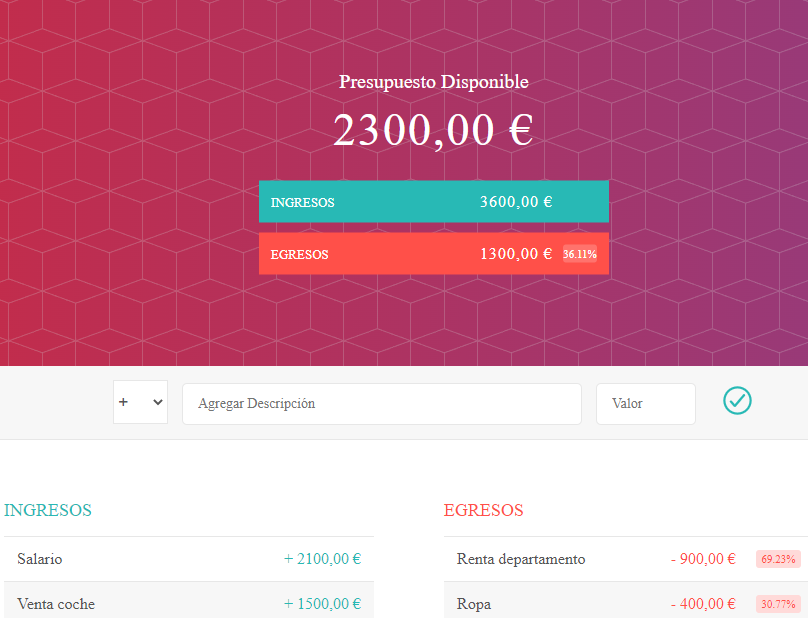 Presupuesto Disponible
2300,00 €
INGRESOS 3600,00 €
EGRESOS 1300,00 € 36.11%
+ Agregar Descripción Valor
INGRESOS
Salario + 2100,00 €
Venta coche + 1500,00 €
EGRESOS
Renta departamento - 900,00 € 69.23%
Ropa - 400,00 € 30.77%